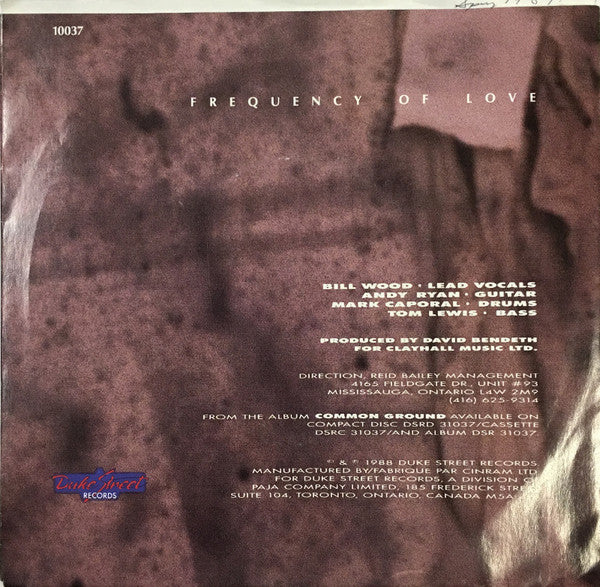 10037
FREQUENCY OF LOVE
BILL WOOD • LEAD VOCALS
ANDY RYAN • GUITAR
MARK CAPORAL • DRUMS
TOM LEWIS • BASS
PRODUCED BY DAVID BENDETH
FOR CLAYHALL MUSIC LTD.
DIRECTION, REID BAILEY MANAGEMENT
4165 FIELDGATE DR., UNIT #93
MISSISSAUGA, ONTARIO L4W 2M9
(416) 625-9314
FROM THE ALBUM COMMON GROUND AVAILABLE ON
COMPACT DISC DSRD 31037/CASSETTE
DSRC 31037/AND ALBUM DSR 31037.
© & ℗ 1988 DUKE STREET RECORDS
MANUFACTURED BY/FABRIQUE PAR CINRAM LTD
FOR DUKE STREET RECORDS, A DIVISION
PAJA COMPANY LIMITED, 185 FREDERICK STREE
SUITE 104, TORONTO, ONTARIO, CANADA M5A
Duke Street
RECORDS